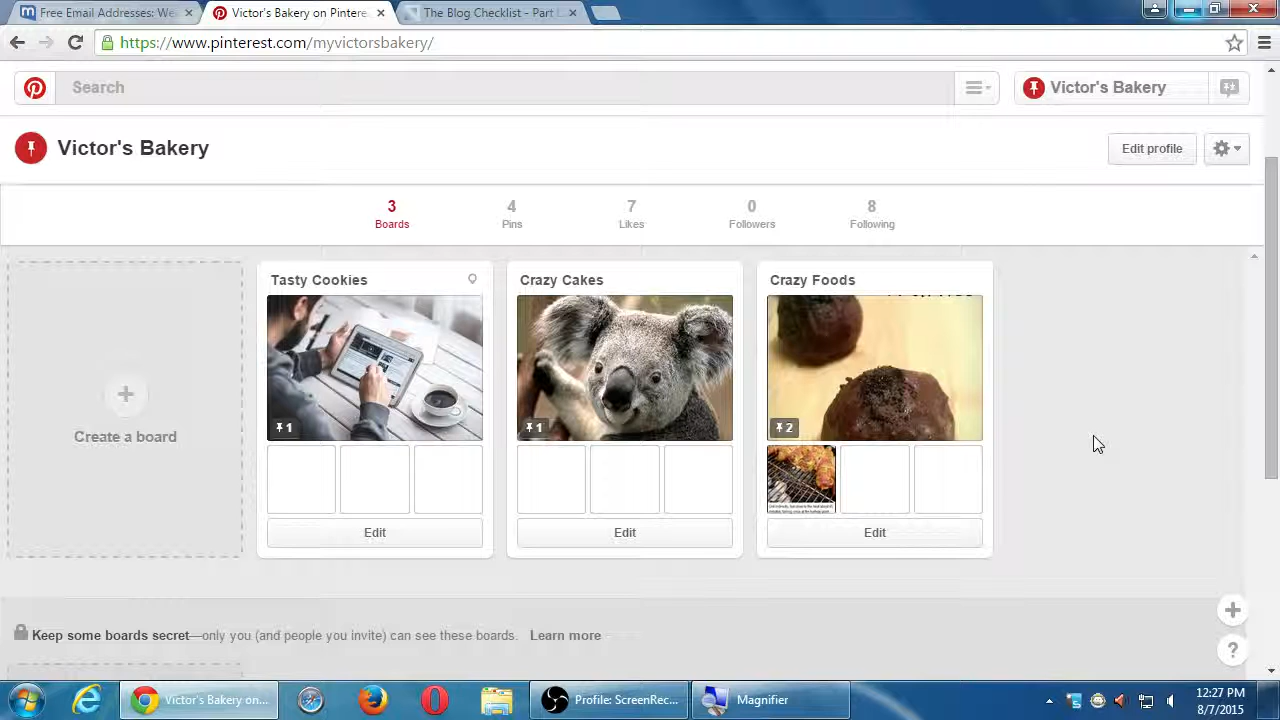 Free Email Addresses: We
Victor's Bakery on Pintere
The Blog Checklist - Part
https://www.pinterest.com/myvictorsbakery/
Search
Victor's Bakery
Victor's Bakery
Edit profile
3 4 7 0 8
Boards Pins Likes Followers Following
Tasty Cookies Crazy Cakes Crazy Foods
1 1 2
Create a board
Edit Edit Edit
Keep some boards secret—only you (and people you invite) can see these boards. Learn more
Victor's Bakery on... Profile: ScreenRec... Magnifier
12:27 PM
8/7/2015